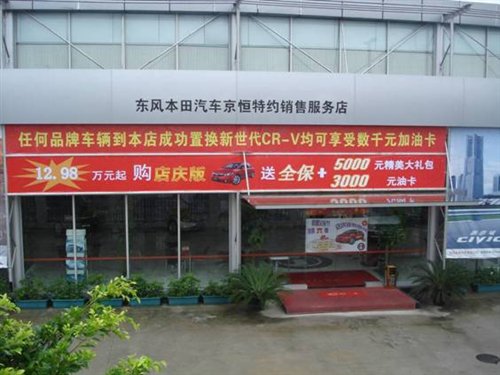 东风本田汽车京恒特约销售服务店
任何品牌车辆到本店成功置换新世代CR-V均可享受数千元加油卡
12.98 万元起 购 店庆版 送 全保 + 5000 元精美大礼包
3000 元油卡
CIVIC